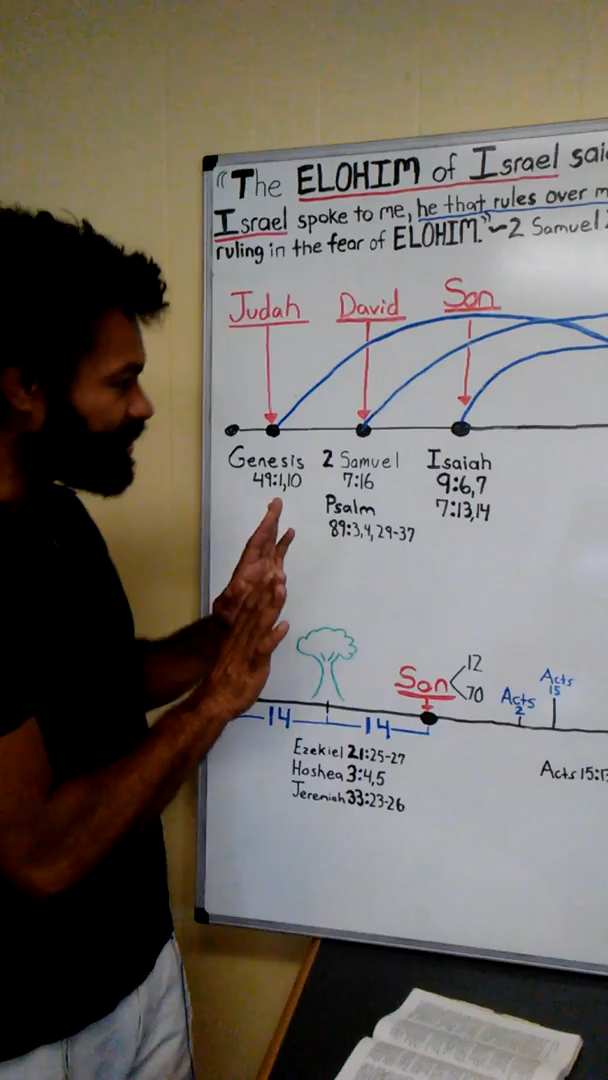 "The ELOHIM of Israel said
Israel spoke to me, he that rules over m
ruling in the fear of ELOHIM."~2 Samuel 2
Judah David Son
Genesis 2 Samuel Isaiah
49:1,10 7:16 9:6,7
Psalm 7:13,14
89:3,4,29-37
12
Son
70
Acts
2
Acts
15
14 14
Ezekiel 21:25-27
Hoshea 3:4,5
Jeremiah 33:23-26
Acts 15:1